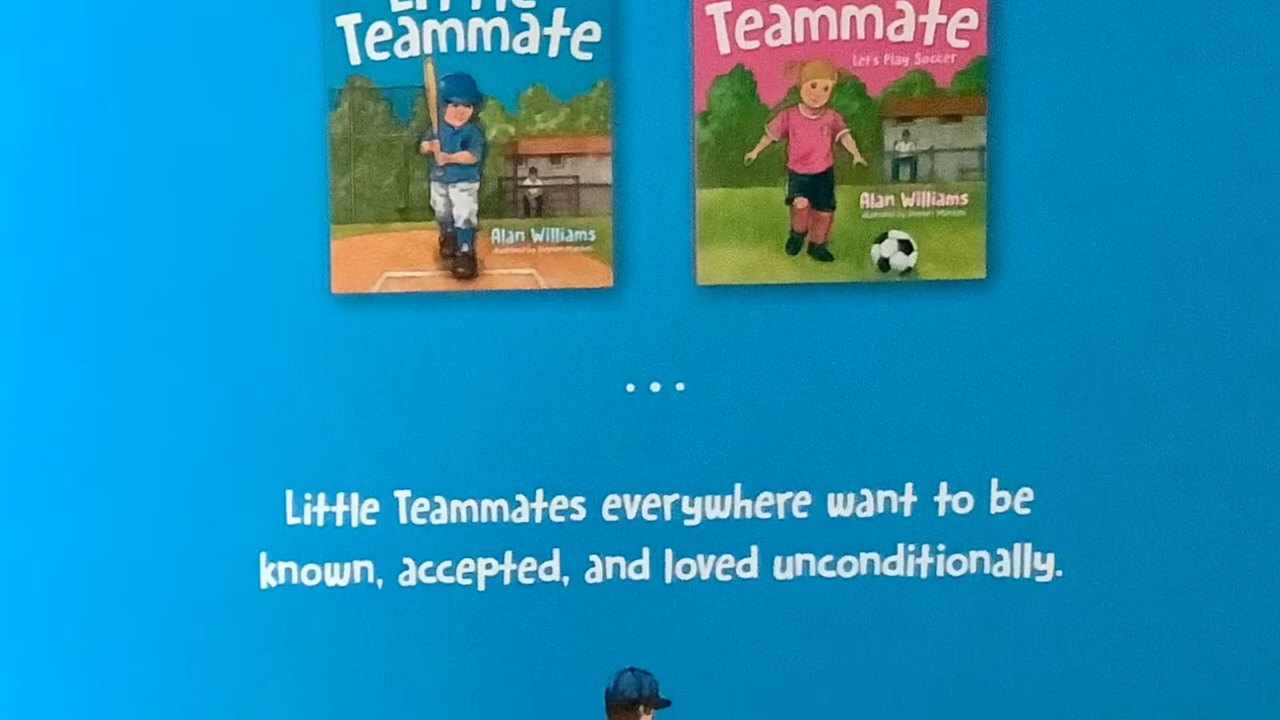 Little
Teammate
Teammate
Let's Play Soccer
Alan Williams
Alan Williams
Little Teammates everywhere want to be
known, accepted, and loved unconditionally.